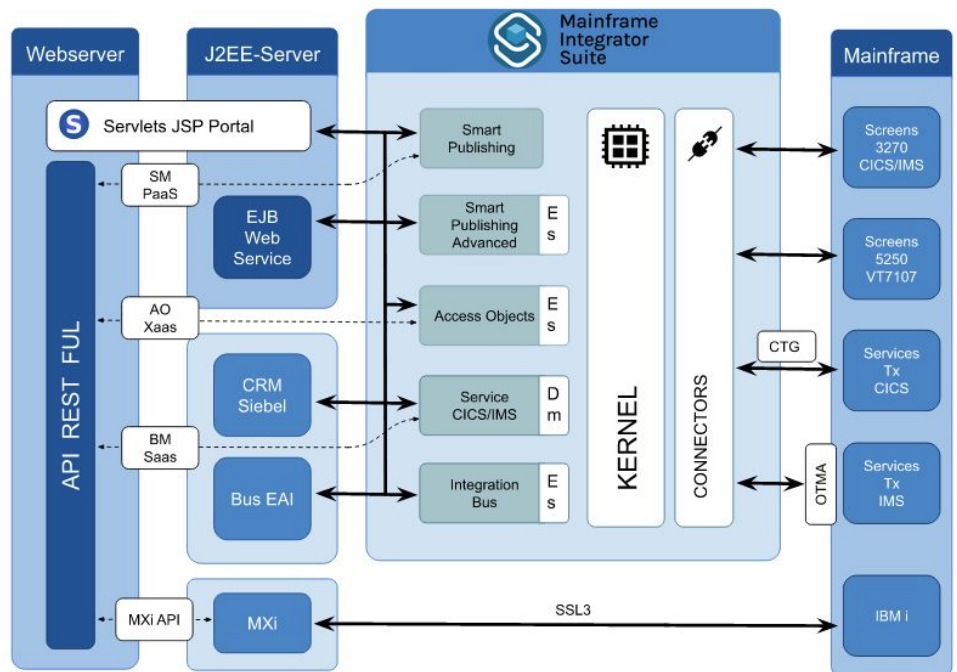 Webserver
J2EE-Server
Mainframe
Integrator
Suite
Mainframe
S
Servlets JSP Portal
SM
PaaS
EJB
Web
Service
AO
Xaas
API REST FUL
CRM
Siebel
BM
Saas
Bus EAI
MXi API
MXi
Smart
Publishing
Smart
Publishing
Advanced
E
s
Access Objects
E
s
Service
CICS/IMS
D
m
Integration
Bus
E
s
KERNEL
CONNECTORS
CTG
OTMA
SSL3
Screens
3270
CICS/IMS
Screens
5250
VT7107
Services
Tx
CICS
Services
Tx
IMS
IBM i